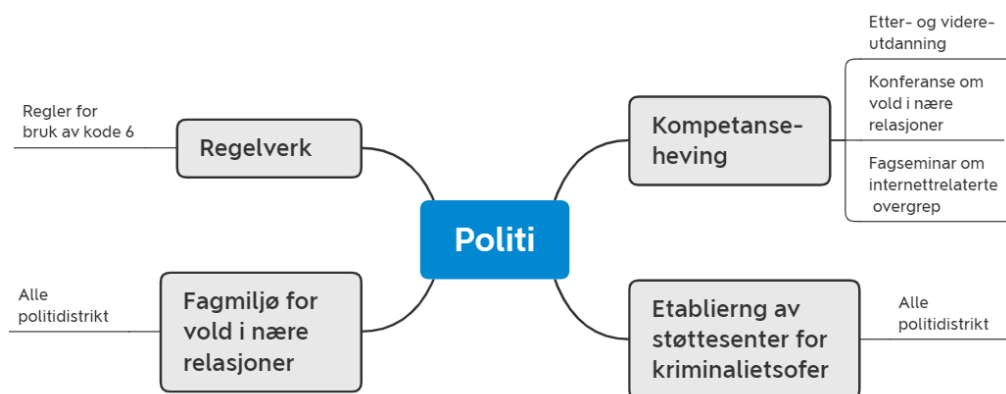 Politi
Regler for
bruk av kode 6
Regelverk
Alle
politidistrikt
Fagmiljø for
vold i nære
relasjoner
Kompetanse-
heving
Etter- og videre-
utdanning
Konferanse om
vold i nære
relasjoner
Fagseminar om
internettrelaterte
overgrep
Etablierng av
støttesenter for
kriminalietsofer
Alle
politidistrikt